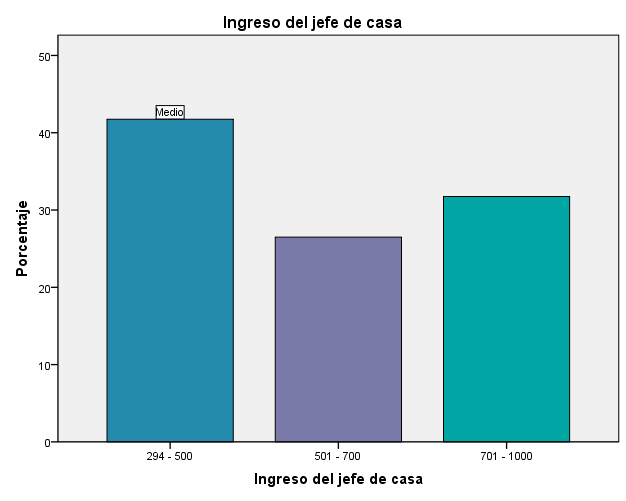 Ingreso del jefe de casa
50
40
30
20
10
0
Porcentaje
Medio
294 - 500
501 - 700
701 - 1000
Ingreso del jefe de casa